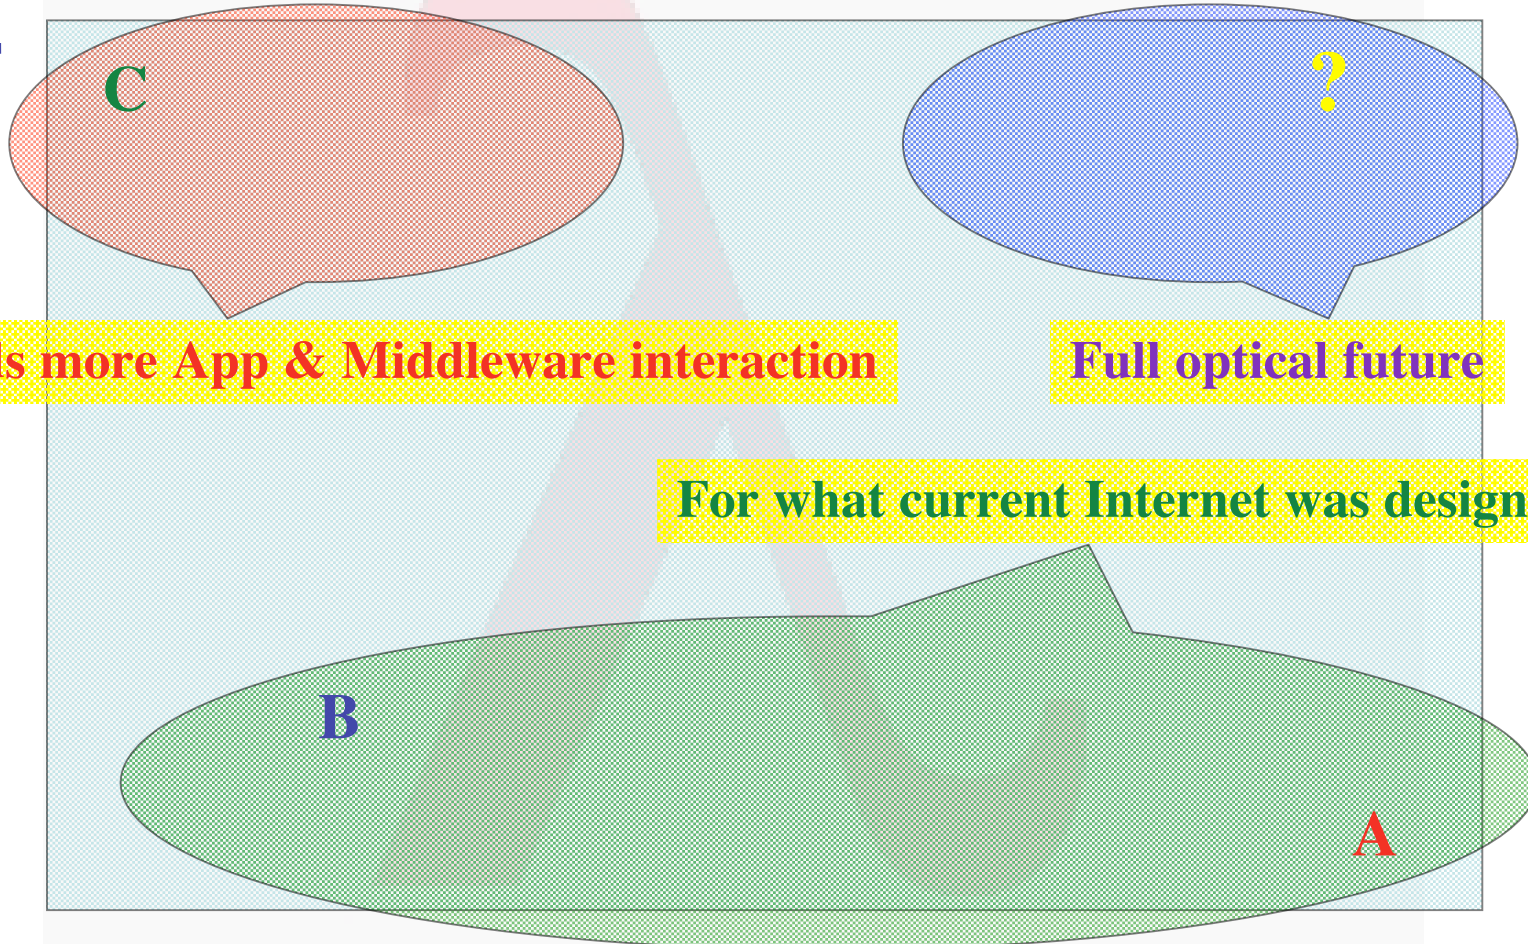 C
?
more App & Middleware interaction
Full optical future
For what current Internet was design
B
A